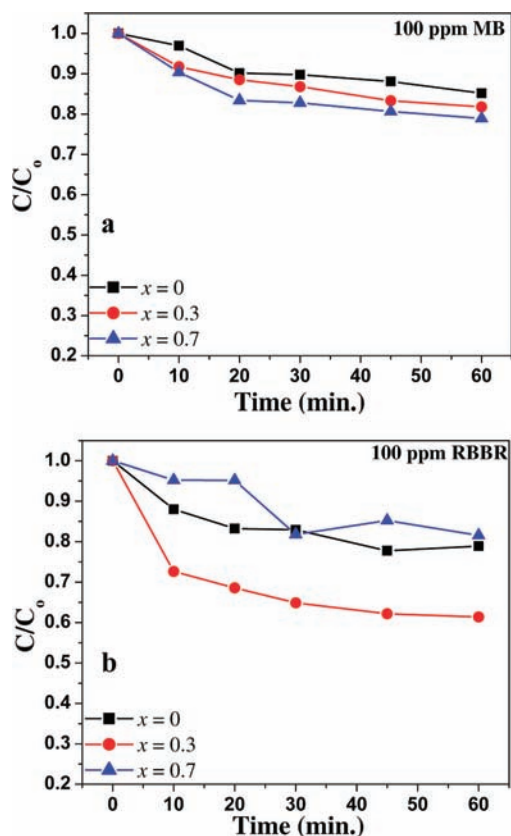 100 ppm MB
1.0
0.9
0.8
0.7
0.6
0.5
0.4
0.3
0.2
C/Co
a
x = 0
x = 0.3
x = 0.7
0 10 20 30 40 50 60
Time (min.)
100 ppm RBBR
1.0
0.9
0.8
0.7
0.6
0.5
0.4
0.3
0.2
C/Co
b
x = 0
x = 0.3
x = 0.7
0 10 20 30 40 50 60
Time (min.)